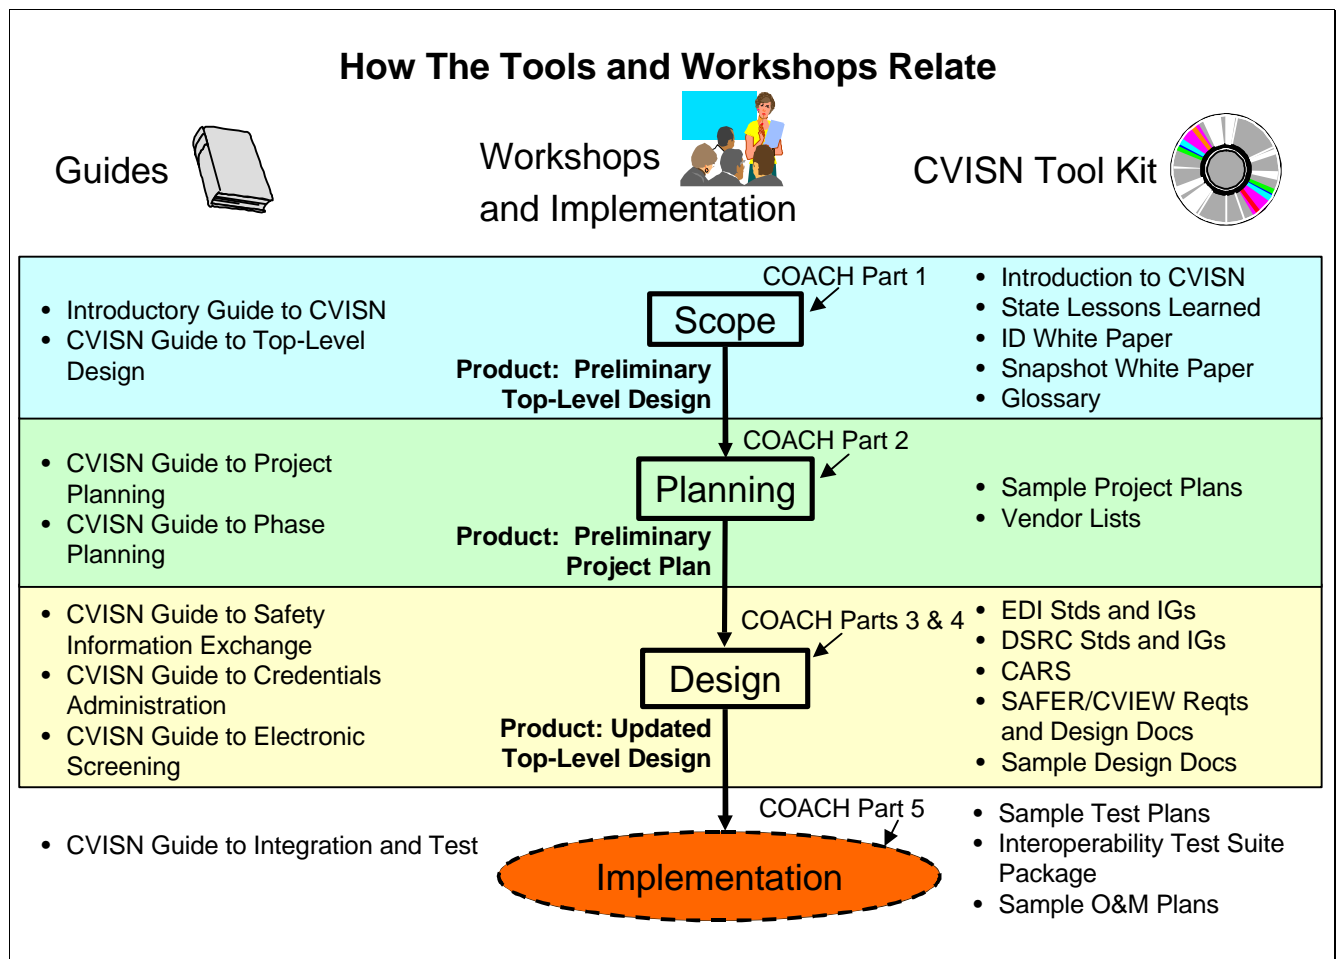 How The Tools and Workshops Relate
Guides
Workshops
and Implementation
CVISN Tool Kit
• Introductory Guide to CVISN
• CVISN Guide to Top-Level
Design
COACH Part 1
Scope
Product: Preliminary
Top-Level Design
• Introduction to CVISN
• State Lessons Learned
• ID White Paper
• Snapshot White Paper
• Glossary
• CVISN Guide to Project
Planning
• CVISN Guide to Phase
Planning
COACH Part 2
Planning
Product: Preliminary
Project Plan
• Sample Project Plans
• Vendor Lists
• CVISN Guide to Safety
Information Exchange
• CVISN Guide to Credentials
Administration
• CVISN Guide to Electronic
Screening
COACH Parts 3 & 4
Design
Product: Updated
Top-Level Design
• EDI Stds and IGs
• DSRC Stds and IGs
• CARS
• SAFER/CVIEW Reqts
and Design Docs
• Sample Design Docs
• CVISN Guide to Integration and Test
COACH Part 5
Implementation
• Sample Test Plans
• Interoperability Test Suite
Package
• Sample O&M Plans